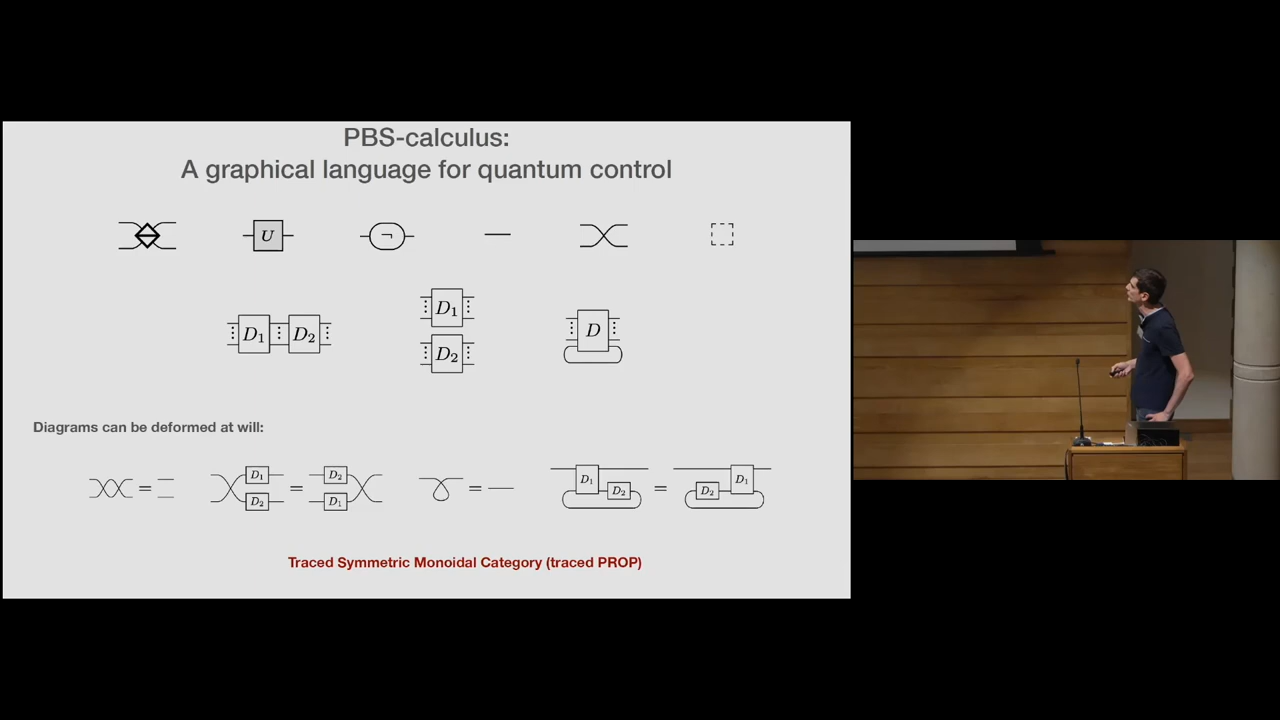 PBS-calculus:
A graphical language for quantum control
U ¬
D₁ D₂ D₁ D
D₂
Diagrams can be deformed at will:
= D₁ D₂ = D₂ D₁ = D₁ D₂ = D₂ D₁
Traced Symmetric Monoidal Category (traced PROP)